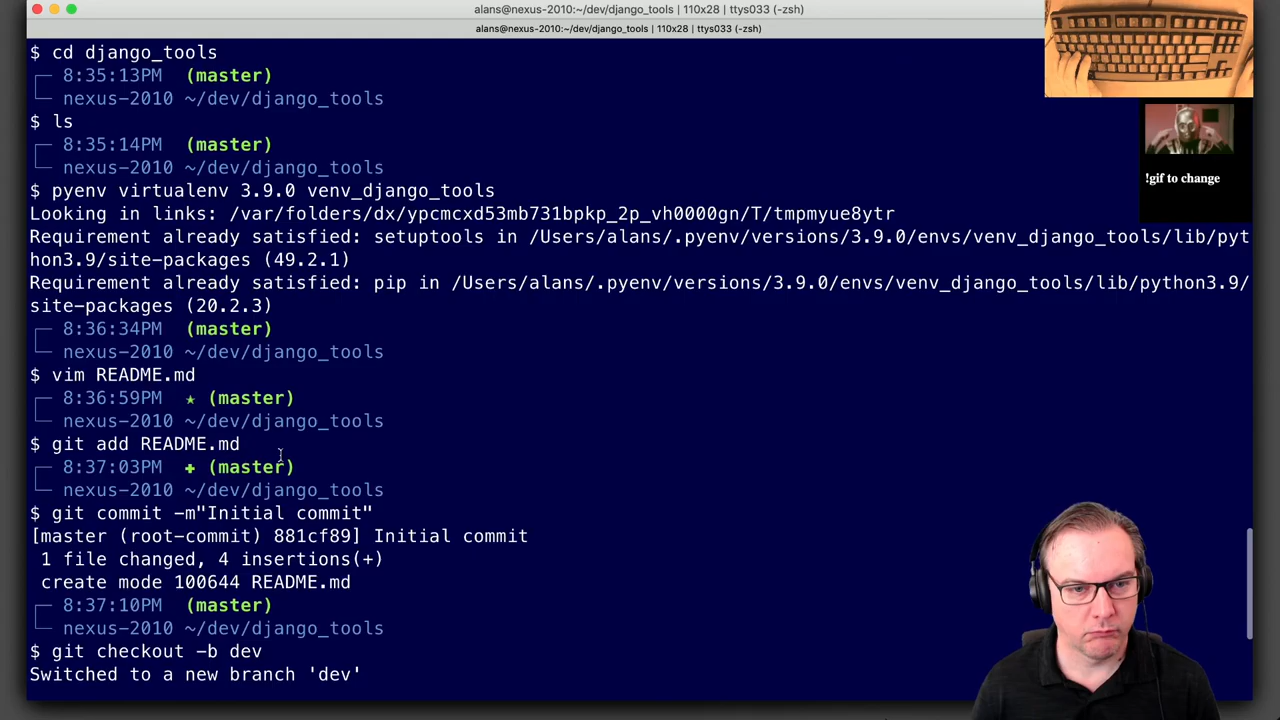 alans@nexus-2010:~/dev/django_tools | 110x28 | ttys033 (-zsh)
alans@nexus-2010:~/dev/django_tools | 110x28 | ttys033 (-zsh)
$ cd django_tools
8:35:13PM (master)
nexus-2010 ~/dev/django_tools
$ ls
8:35:14PM (master)
nexus-2010 ~/dev/django_tools
$ pyenv virtualenv 3.9.0 venv_django_tools
Looking in links: /var/folders/dx/ypcmcxd53mb731bpkp_2p_vh0000gn/T/tmpmyue8ytr
Requirement already satisfied: setuptools in /Users/alans/.pyenv/versions/3.9.0/envs/venv_django_tools/lib/pyt
hon3.9/site-packages (49.2.1)
Requirement already satisfied: pip in /Users/alans/.pyenv/versions/3.9.0/envs/venv_django_tools/lib/python3.9/
site-packages (20.2.3)
8:36:34PM (master)
nexus-2010 ~/dev/django_tools
$ vim README.md
8:36:59PM ★ (master)
nexus-2010 ~/dev/django_tools
$ git add README.md
8:37:03PM ✚ (master)
nexus-2010 ~/dev/django_tools
$ git commit -m"Initial commit"
[master (root-commit) 881cf89] Initial commit
1 file changed, 4 insertions(+)
create mode 100644 README.md
8:37:10PM (master)
nexus-2010 ~/dev/django_tools
$ git checkout -b dev
Switched to a new branch 'dev'
!gif to change